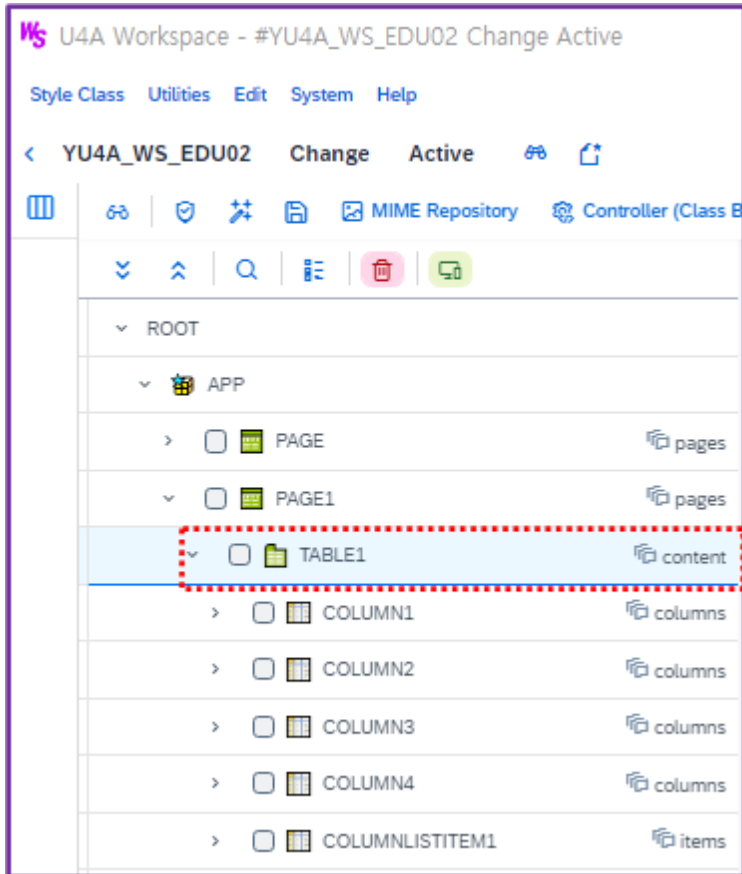 WS U4A Workspace - #YU4A_WS_EDU02 Change Active
Style Class Utilities Edit System Help
YU4A_WS_EDU02 Change Active
MIME Repository Controller (Class B
ROOT
APP
PAGE pages
PAGE1 pages
TABLE1 content
COLUMN1 columns
COLUMN2 columns
COLUMN3 columns
COLUMN4 columns
COLUMNLISTITEM1 items